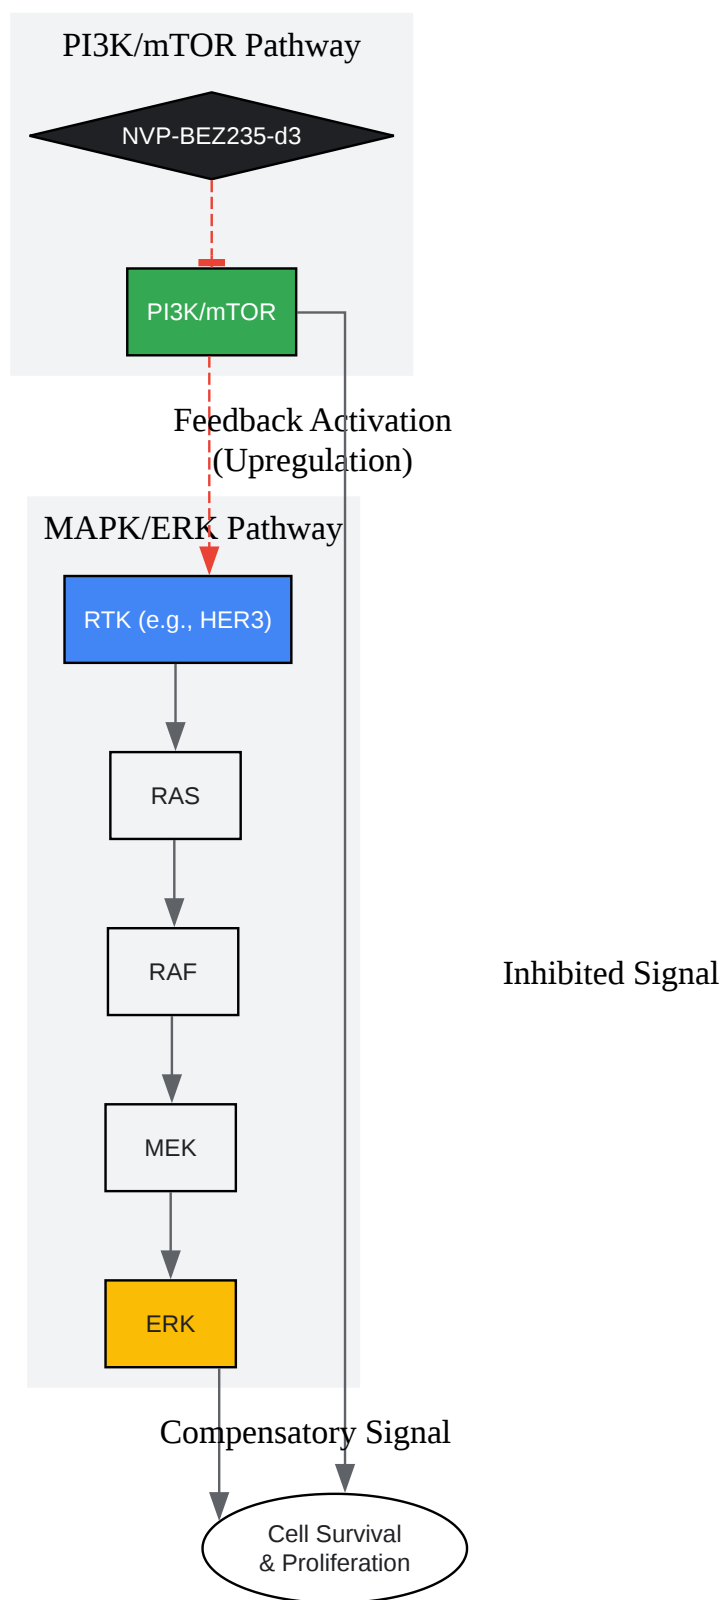 PI3K/mTOR Pathway
NVP-BEZ235-d3
PI3K/mTOR
Feedback Activation
(Upregulation)
MAPK/ERK Pathway
RTK (e.g., HER3)
RAS
RAF
Inhibited Signal
MEK
ERK
Compensatory Signal
Cell Survival
& Proliferation